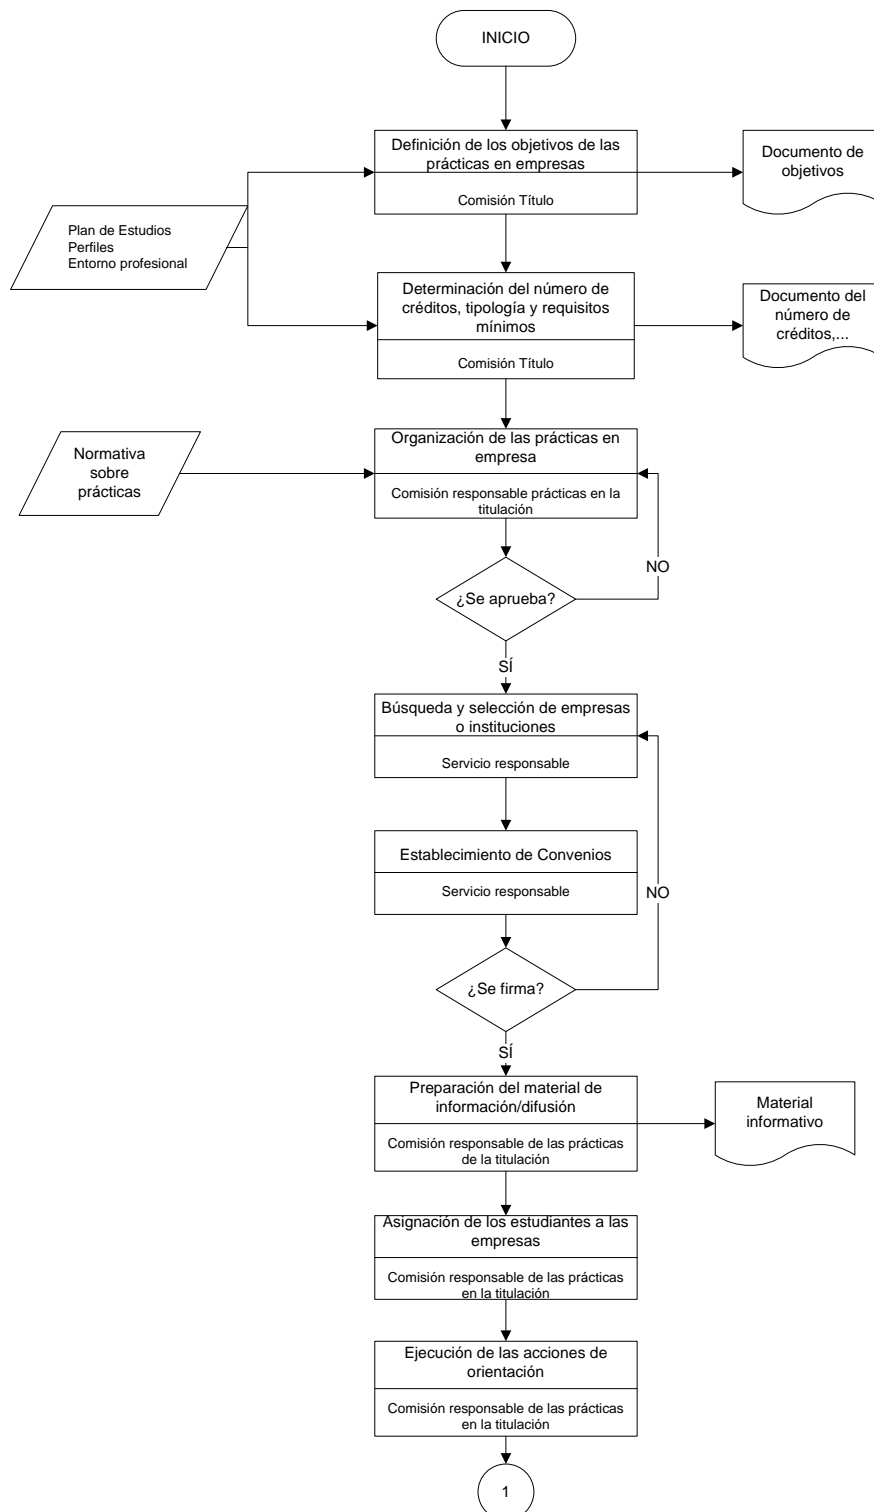 INICIO
Definición de los objetivos de las
prácticas en empresas
Comisión Título
Documento de
objetivos
Plan de Estudios
Perfiles
Entorno profesional
Determinación del número de
créditos, tipología y requisitos
mínimos
Comisión Título
Documento del
número de
créditos,...
Organización de las prácticas en
empresa
Comisión responsable prácticas en la
titulación
Normativa
sobre
prácticas
NO
¿Se aprueba?
SÍ
Búsqueda y selección de empresas
o instituciones
Servicio responsable
Establecimiento de Convenios
Servicio responsable
NO
¿Se firma?
SÍ
Preparación del material de
información/difusión
Comisión responsable de las prácticas
de la titulación
Material
informativo
Asignación de los estudiantes a las
empresas
Comisión responsable de las prácticas
en la titulación
Ejecución de las acciones de
orientación
Comisión responsable de las prácticas
en la titulación
1